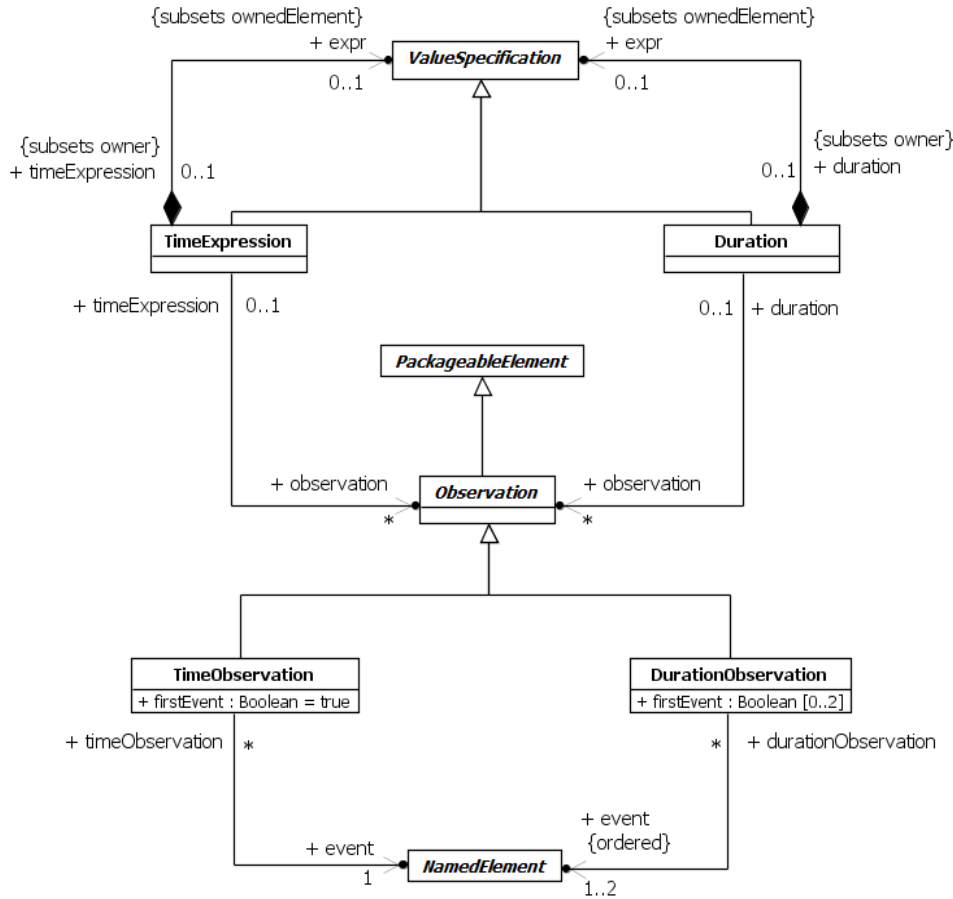 {subsets ownedElement}
{subsets ownedElement}
+ expr
+ expr
ValueSpecification
0..1
0..1
{subsets owner}
{subsets owner}
+ timeExpression
0..1
0..1
+ duration
TimeExpression
Duration
+ timeExpression
0..1
0..1
+ duration
PackageableElement
+ observation
Observation
+ observation
*
*
TimeObservation
DurationObservation
+ firstEvent : Boolean = true
+ firstEvent : Boolean [0..2]
+ timeObservation
*
*
+ durationObservation
+ event
{ordered}
+ event
NamedElement
1
1..2